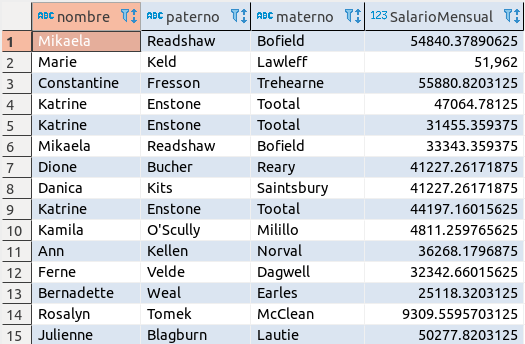 ABC nombre ABC paterno ABC materno 123 SalarioMensual
1 Mikaela Readshaw Bofield 54840.37890625
2 Marie Keld Lawleff 51,962
3 Constantine Fresson Trehearne 55880.8203125
4 Katrine Enstone Tootal 47064.78125
5 Katrine Enstone Tootal 31455.359375
6 Mikaela Readshaw Bofield 33343.359375
7 Dione Bucher Reary 41227.26171875
8 Danica Kits Saintsbury 41227.26171875
9 Katrine Enstone Tootal 44197.16015625
10 Kamila O'Scully Milillo 4811.259765625
11 Ann Kellen Norval 36268.1796875
12 Ferne Velde Dagwell 32342.66015625
13 Bernadette Weal Earles 25118.3203125
14 Rosalyn Tomek McClean 9309.5595703125
15 Julienne Blagburn Lautie 50277.8203125